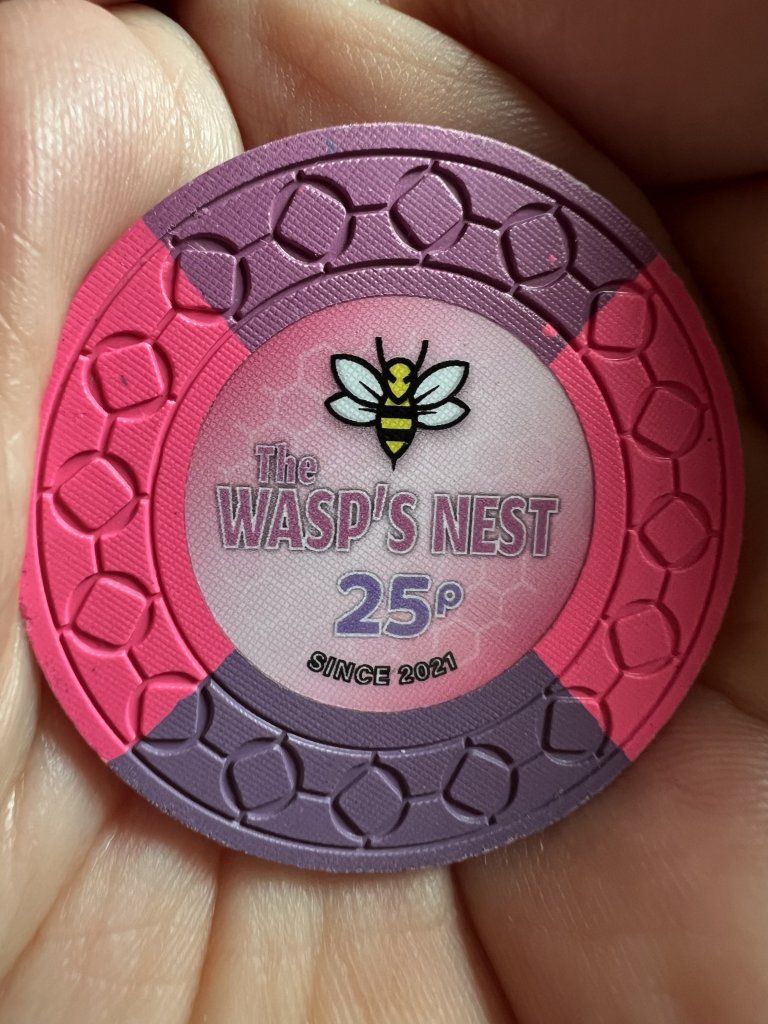 The
WASP'S NEST
25P
SINCE 2021